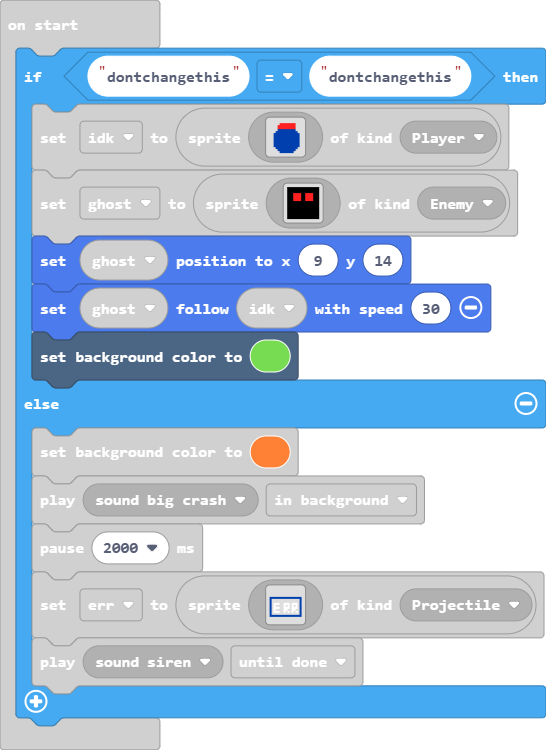 on start
if "dontchangethis" = "dontchangethis" then
set idk to sprite of kind Player
set ghost to sprite of kind Enemy
set ghost position to x 9 y 14
set ghost follow idk with speed 30
set background color to
else
set background color to
play sound big crash in background
pause 2000 ms
set err to sprite ERR of kind Projectile
play sound siren until done